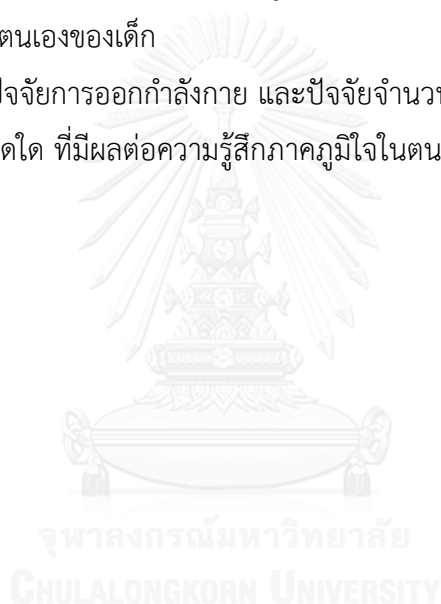 ตนเองของเด็ก
ปัจจัยการออกกำลังกาย และปัจจัยจำนวน
ดใด ที่มีผลต่อความรู้สึกภาคภูมิใจในตน
จุฬาลงกรณ์มหาวิทยาลัย
CHULALONGKORN UNIVERSITY